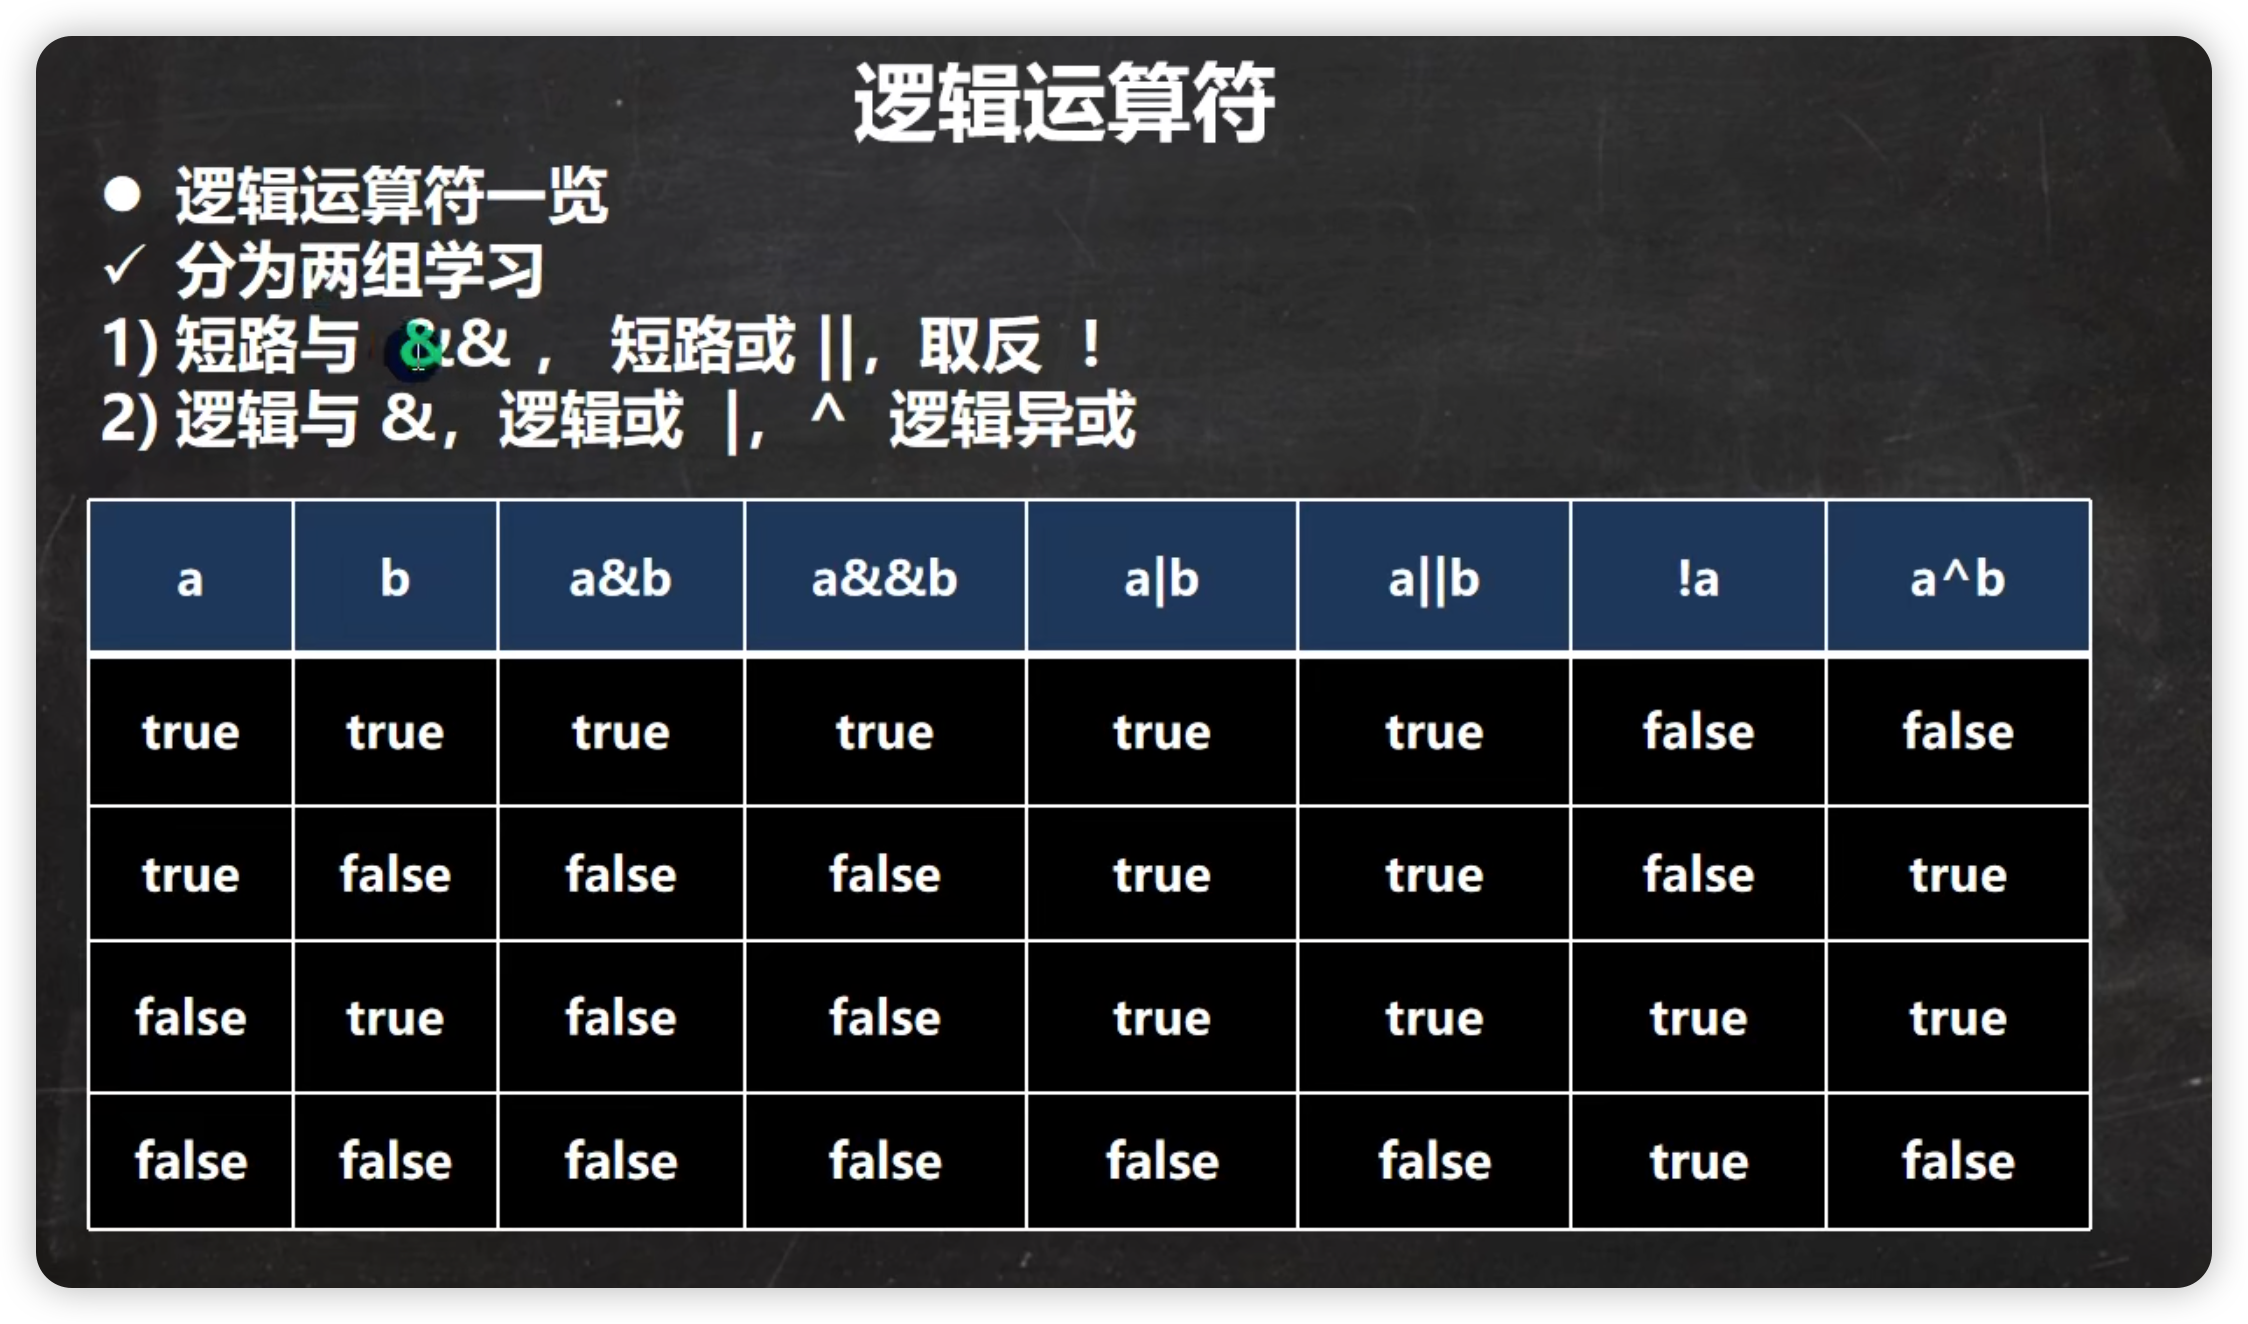 逻辑运算符
● 逻辑运算符一览
✓ 分为两组学习
1) 短路与 && ， 短路或 ||，取反 ！
2) 逻辑与 &，逻辑或 |， ^ 逻辑异或
a b a&b a&&b a|b a||b !a a^b
true true true true true true false false
true false false false true true false true
false true false false true true true true
false false false false false false true false